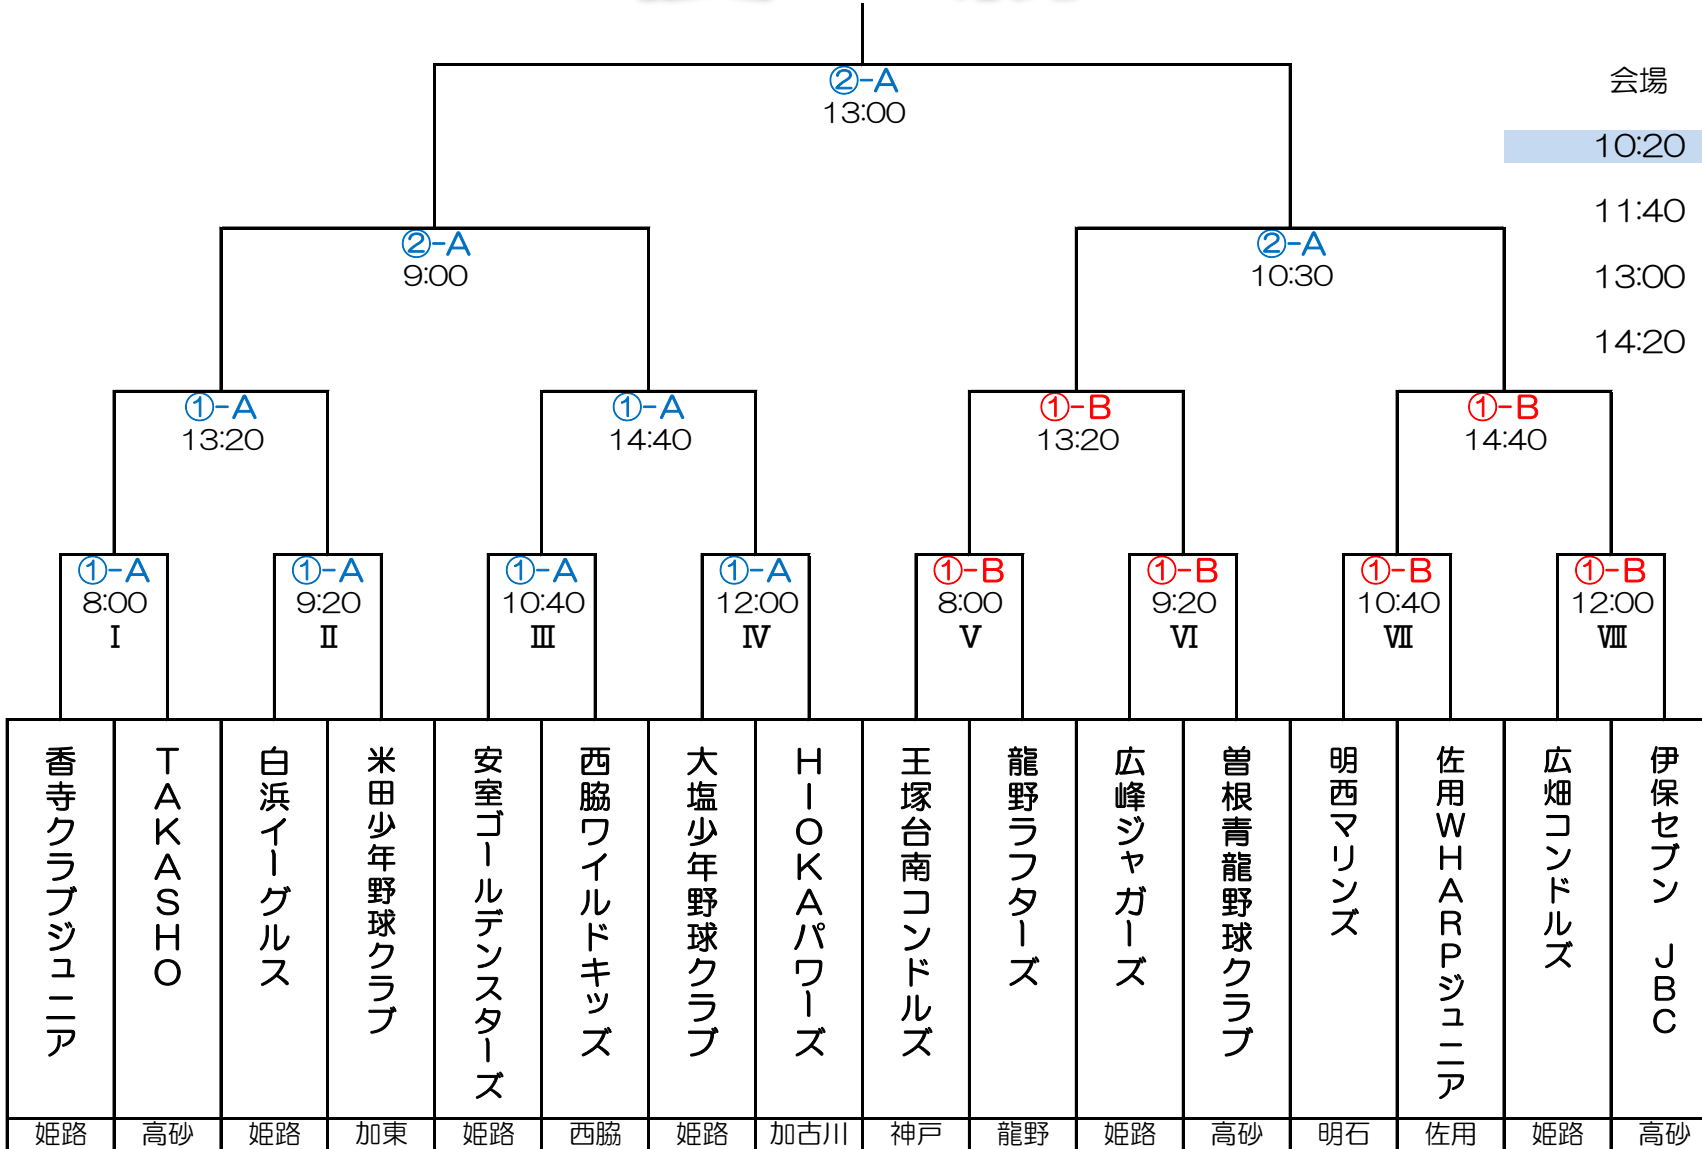 ②-A
13:00
会場
10:20
11:40
13:00
14:20
②-A
9:00
②-A
10:30
①-A
13:20
①-A
14:40
①-B
13:20
①-B
14:40
①-A
8:00
Ⅰ
①-A
9:20
Ⅱ
①-A
10:40
Ⅲ
①-A
12:00
Ⅳ
①-B
8:00
Ⅴ
①-B
9:20
Ⅵ
①-B
10:40
Ⅶ
①-B
12:00
Ⅷ
香寺クラブジュニア
TAKASHO
白浜イーグルス
米田少年野球クラブ
安室ゴールデンスターズ
西脇ワイルドキッズ
大塩少年野球クラブ
HIOKAパワーズ
王塚台南コンドルズ
龍野ラフターズ
広峰ジャガーズ
曽根青龍野球クラブ
明西マリンズ
佐用WHARPジュニア
広畑コンドルズ
伊保セブン JBC
姫路
高砂
姫路
加東
姫路
西脇
姫路
加古川
神戸
龍野
姫路
高砂
明石
佐用
姫路
高砂